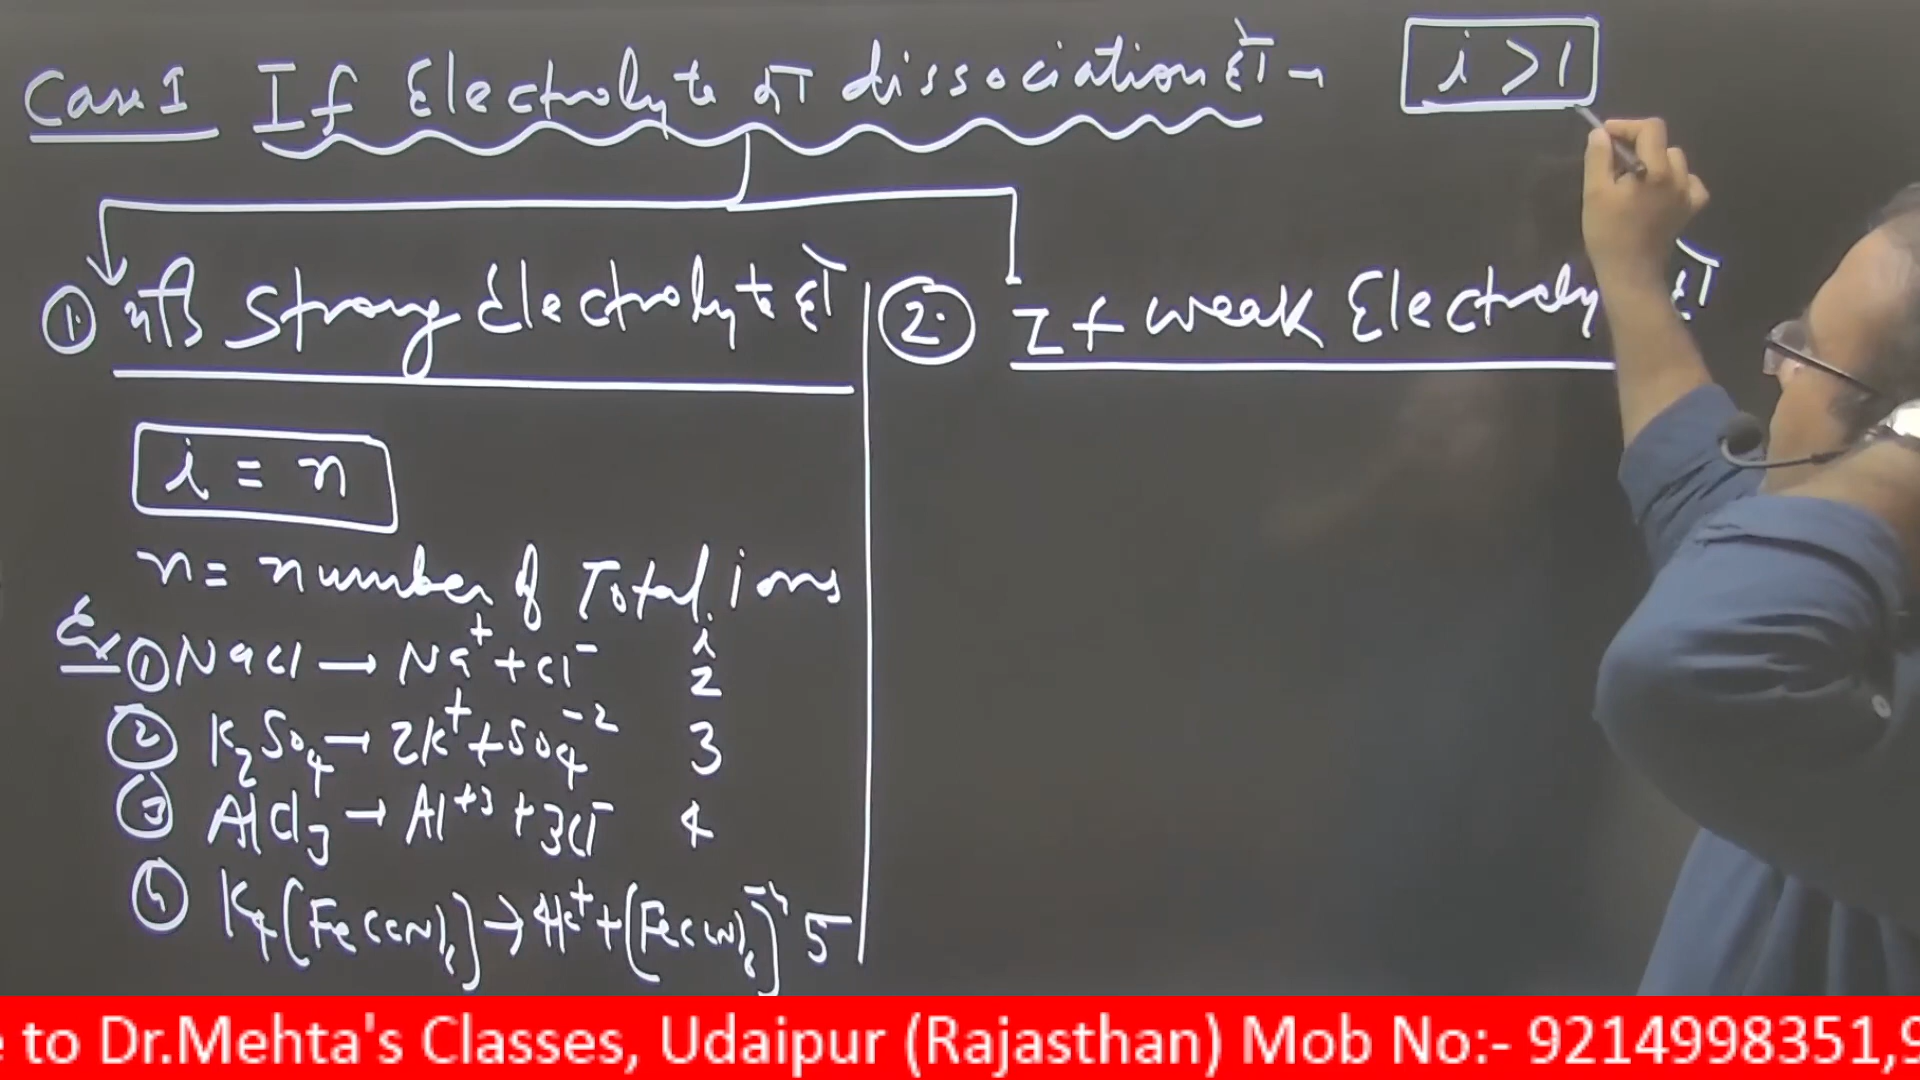 Case I If Electrolyte का dissociation हो → i > 1
① यदि Strong Electrolyte हो
i = n
n = number of Total ions
Ex i
① NaCl → Na⁺ + Cl⁻ 2
② K₂SO₄ → 2K⁺ + SO₄⁻² 3
③ AlCl₃ → Al⁺³ + 3Cl⁻ 4
④ K₄[Fe(CN)₆] → 4K⁺ + [Fe(CN)₆]⁻⁴ 5
② If weak हो
to Dr.Mehta's Classes, Udaipur (Rajasthan) Mob No:- 9214998351,